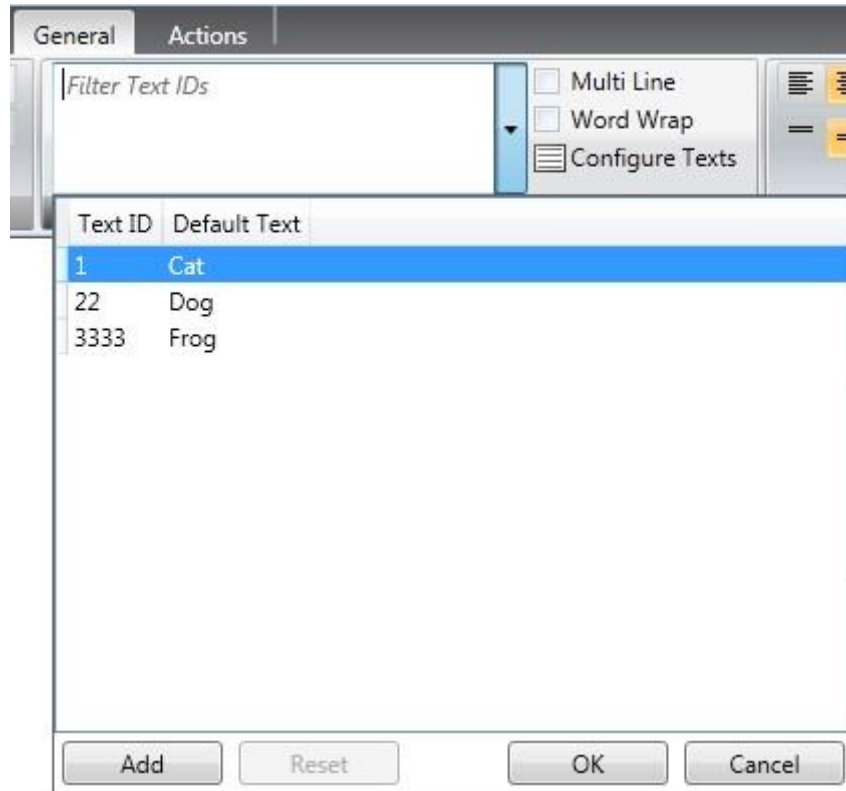 General Actions
Filter Text IDs
Multi Line
Word Wrap
Configure Texts
Text ID Default Text
1 Cat
22 Dog
3333 Frog
Add Reset OK Cancel